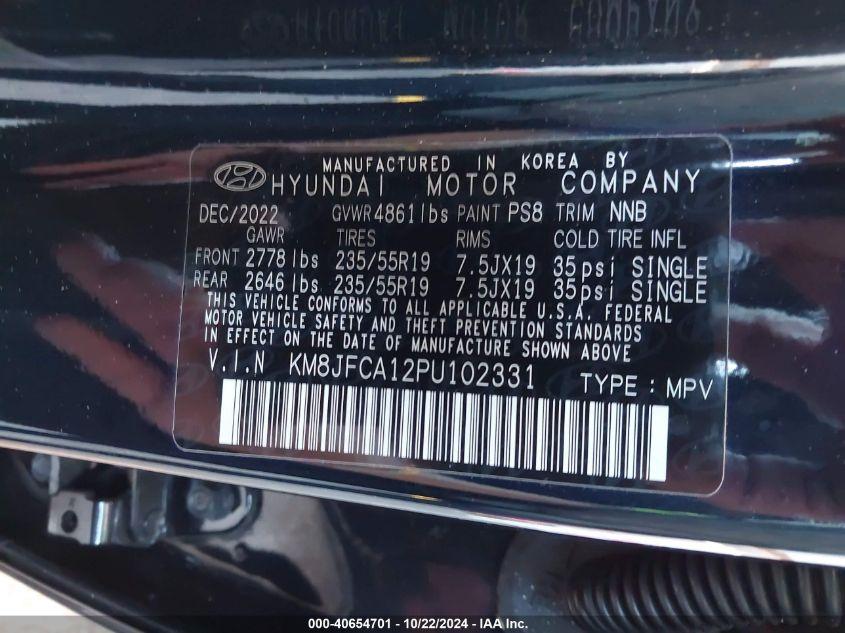 MANUFACTURED IN KOREA BY
HYUNDAI MOTOR COMPANY
DEC/2022 GVWR 4861 lbs PAINT PS8 TRIM NNB
GAWR TIRES RIMS COLD TIRE INFL
FRONT 2778 lbs 235/55R19 7.5JX19 35psi SINGLE
REAR 2646 lbs 235/55R19 7.5JX19 35psi SINGLE
THIS VEHICLE CONFORMS TO ALL APPLICABLE U.S.A. FEDERAL
MOTOR VEHICLE SAFETY AND THEFT PREVENTION STANDARDS
IN EFFECT ON THE DATE OF MANUFACTURE SHOWN ABOVE
V.I.N KM8JFCA12PU102331 TYPE : MPV
000-40654701 - 10/22/2024 - IAA Inc.